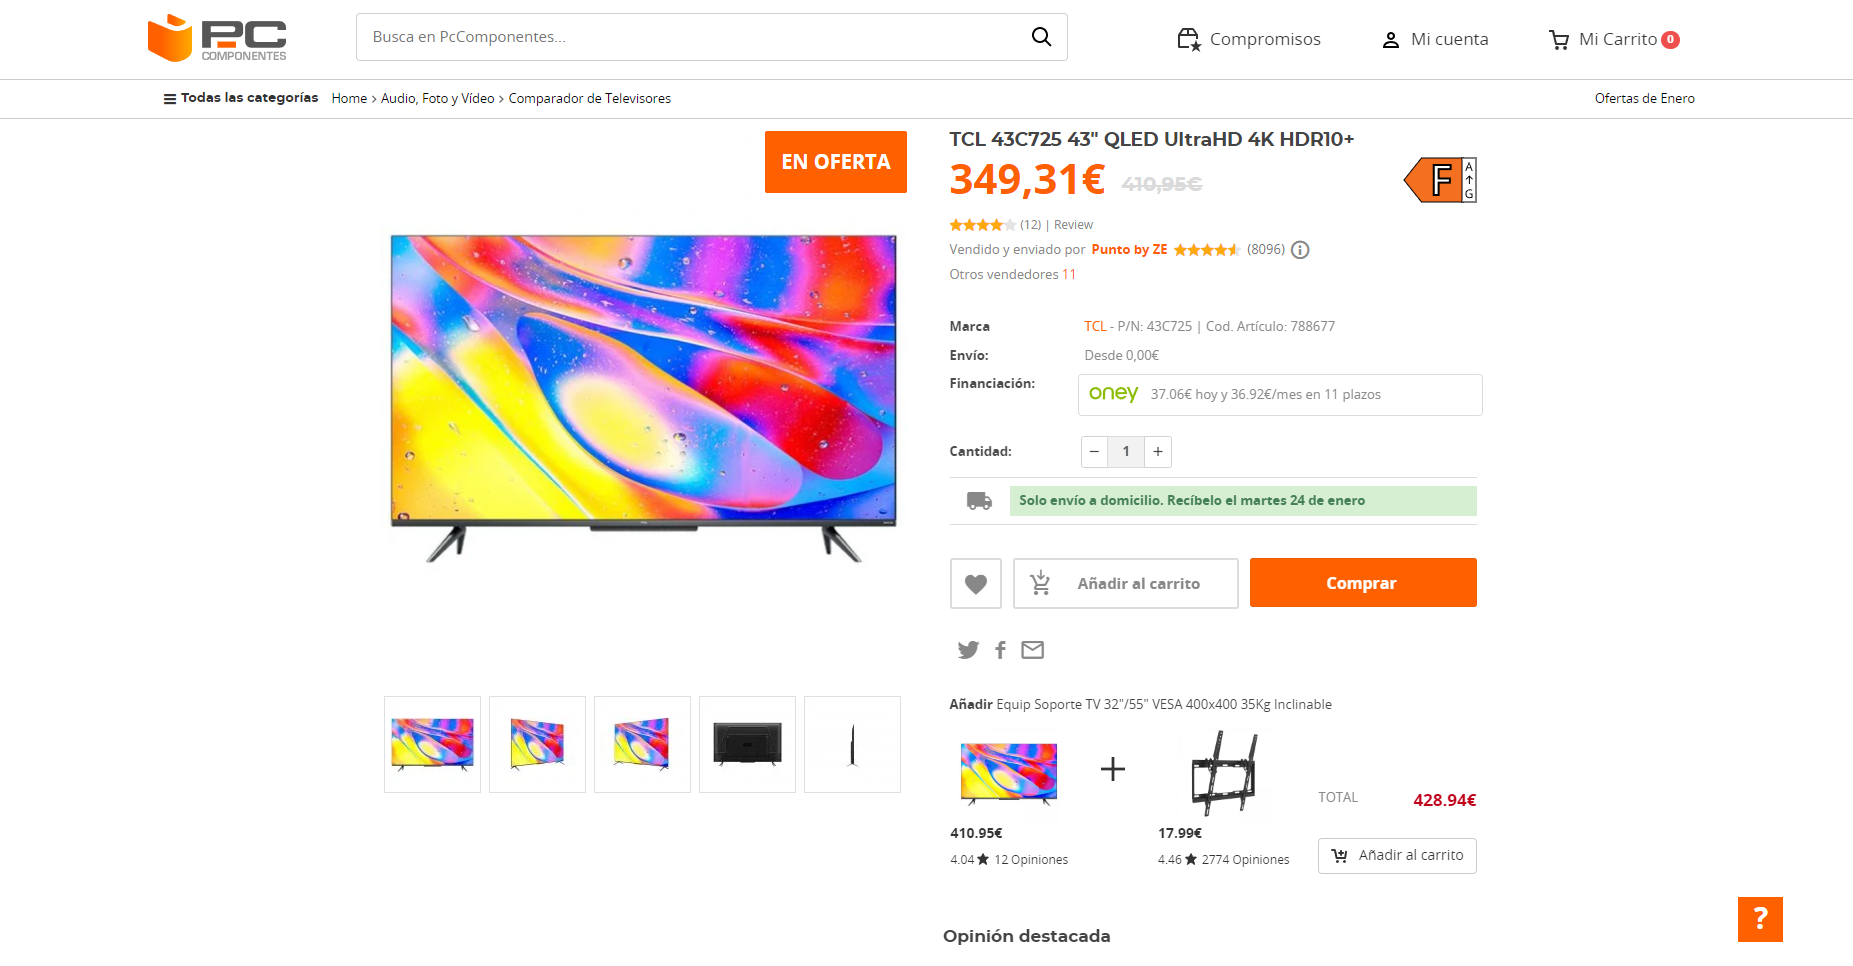 PC
COMPONENTES
Busca en PcComponentes...
Compromisos
Mi cuenta
Mi Carrito 0
Todas las categorías
Home > Audio, Foto y Vídeo > Comparador de Televisores
Ofertas de Enero
EN OFERTA
TCL 43C725 43" QLED UltraHD 4K HDR10+
349,31€ 410,95€
F
A
G
(12) | Review
Vendido y enviado por Punto by ZE (8096)
Otros vendedores 11
Marca TCL - P/N: 43C725 | Cod. Artículo: 788677
Envío: Desde 0,00€
Financiación: oney 37.06€ hoy y 36.92€/mes en 11 plazos
Cantidad: − 1 +
Solo envío a domicilio. Recíbelo el martes 24 de enero
Añadir al carrito
Comprar
Añadir Equip Soporte TV 32"/55" VESA 400x400 35Kg Inclinable
TOTAL 428.94€
410.95€ 17.99€
4.04 ★ 12 Opiniones 4.46 ★ 2774 Opiniones
Añadir al carrito
?
Opinión destacada